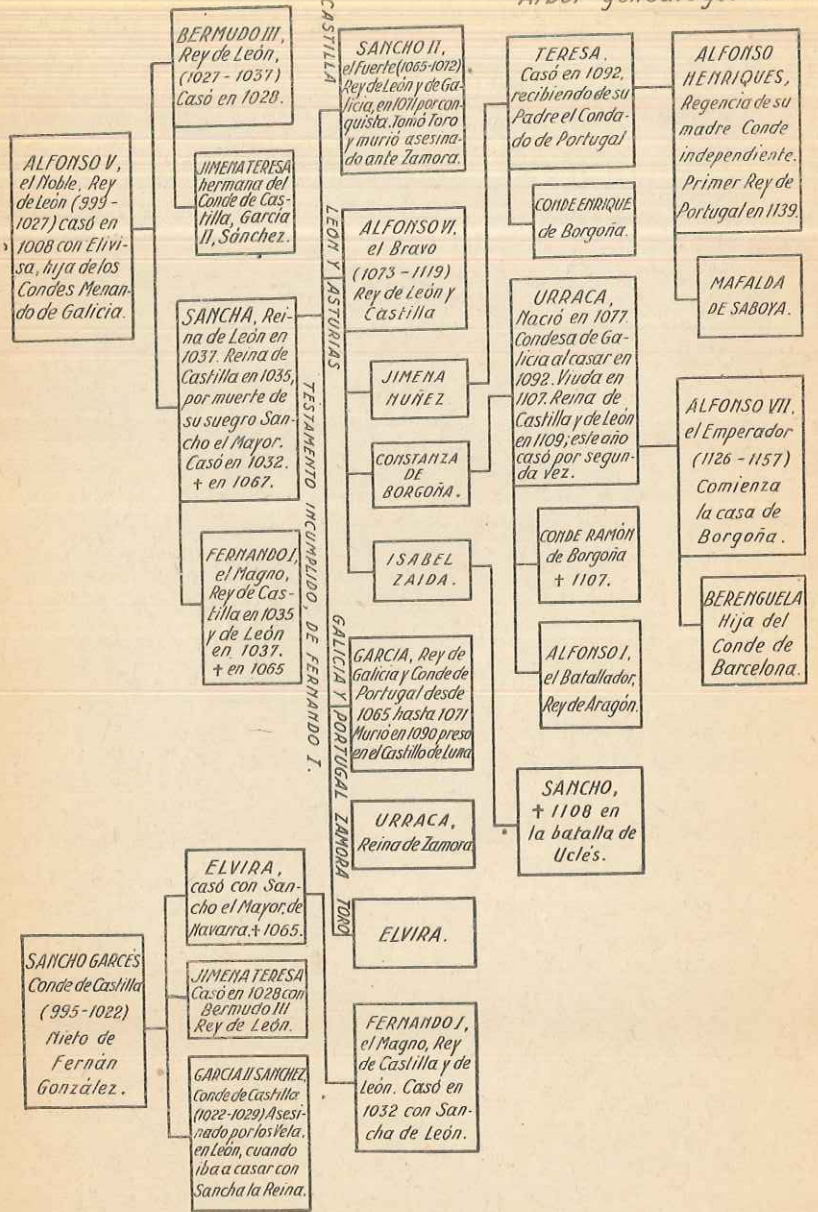 Árbol genealógi
BERMUDO III,
Rey de León,
(1027-1037)
Casó en 1028.
ALFONSO V,
el Noble, Rey
de León (999-
1027) casó en
1008 con Elivi-
sa, hija de los
Condes Menan-
do de Galicia.
JIMENA TERESA
hermana del
Conde de Cas-
tilla, García
II, Sánchez.
SANCHA, Rei-
na de León en
1037. Reina de
Castilla en 1035,
por muerte de
su suegro San-
cho el Mayor.
Casó en 1032.
† en 1067.
FERNANDO I,
el Magno,
Rey de Cas-
tilla en 1035
y de León
en 1037.
† en 1065
TESTAMENTO INCUMPLIDO, DE FERNANDO I.
CASTILLA
LEÓN Y ASTURIAS
GALICIA Y PORTUGAL
ZAMORA
TORO
SANCHO II,
el Fuerte (1065-1072)
Rey de León y de Ga-
licia, en 1071 por con-
quista. Tomó Toro
y murió asesina-
do ante Zamora.
ALFONSO VI,
el Bravo
(1073-1119)
Rey de León y
Castilla
JIMENA
NUÑEZ
CONSTANZA
DE
BORGOÑA.
ISABEL
ZAIDA.
GARCIA, Rey de
Galicia y Conde de
Portugal desde
1065 hasta 1071
Murió en 1090 preso
en el Castillo de Luna
URRACA,
Reina de Zamora
ELVIRA.
TERESA.
Casó en 1092,
recibiendo de su
Padre el Conda-
do de Portugal
CONDE ENRIQUE
de Borgoña.
URRACA,
Nació en 1077.
Condesa de Ga-
licia al casar en
1092. Viuda en
1107. Reina de
Castilla y de León
en 1109; este año
casó por segun-
da vez.
CONDE RAMÓN
de Borgoña
† 1107.
ALFONSO I,
el Batallador,
Rey de Aragón.
SANCHO,
† 1108 en
la batalla de
Uclés.
ALFONSO
HENRIQUES,
Regencia de su
madre Conde
independiente.
Primer Rey de
Portugal en 1139.
MAFALDA
DE SABOYA.
ALFONSO VII,
el Emperador
(1126-1157)
Comienza
la casa de
Borgoña.
BERENGUELA
Hija del
Conde de
Barcelona.
SANCHO GARCÉS
Conde de Castilla
(995-1022)
Nieto de
Fernán
González.
ELVIRA,
casó con San-
cho el Mayor, de
Navarra. † 1065.
JIMENA TERESA
Casó en 1028 con
Bermudo III
Rey de León.
GARCIA II SANCHEZ,
Conde de Castilla
(1022-1029) Asesi-
nado por los Vela,
en León, cuando
iba a casar con
Sancha la Reina.
FERNANDO I,
el Magno, Rey
de Castilla y de
León. Casó en
1032 con San-
cha de León.